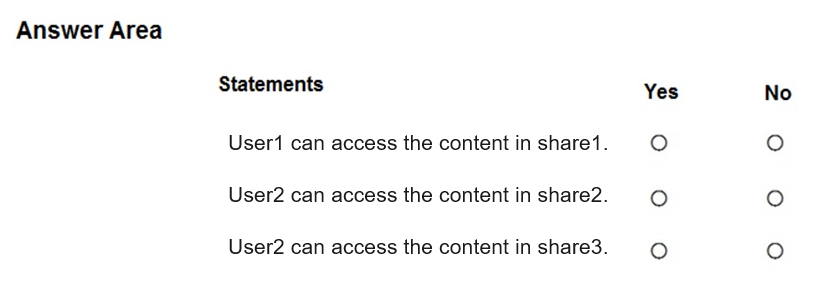 Answer Area
Statements Yes No
User1 can access the content in share1.
User2 can access the content in share2.
User2 can access the content in share3.